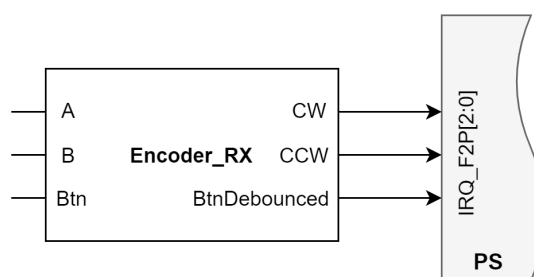 A
CW
B
Encoder_RX
CCW
Btn
BtnDebounced
IRQ_F2P[2:0]
PS